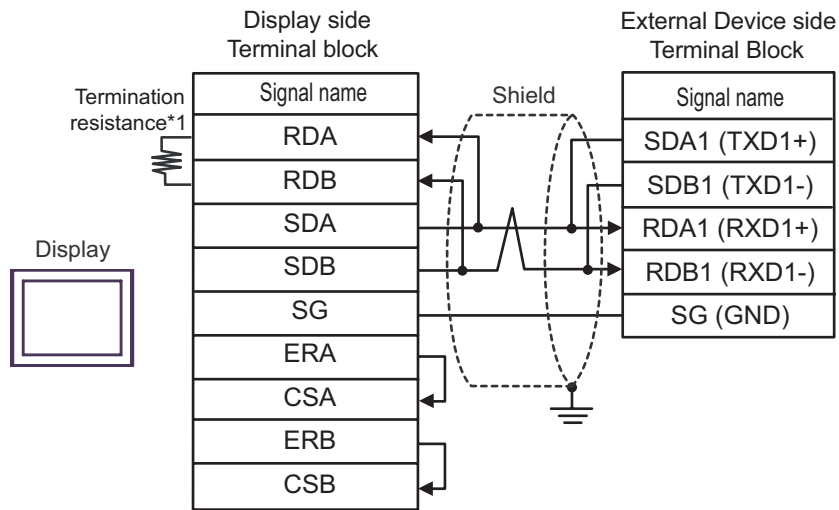 Display side
Terminal block
External Device side
Terminal Block
Termination
resistance*1
Signal name
RDA
RDB
SDA
SDB
SG
ERA
CSA
ERB
CSB
Shield
Display
Signal name
SDA1 (TXD1+)
SDB1 (TXD1-)
RDA1 (RXD1+)
RDB1 (RXD1-)
SG (GND)